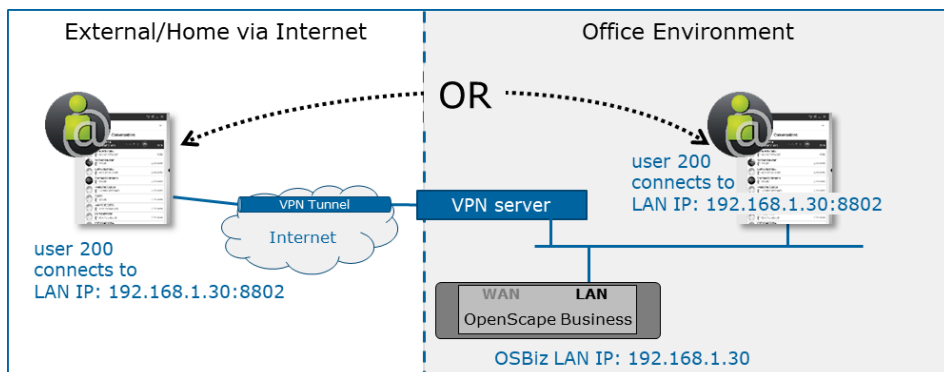 External/Home via Internet
Office Environment
OR
@
@
user 200
connects to
LAN IP: 192.168.1.30:8802
VPN Tunnel
VPN server
Internet
user 200
connects to
LAN IP: 192.168.1.30:8802
WAN
LAN
OpenScape Business
OSBiz LAN IP: 192.168.1.30